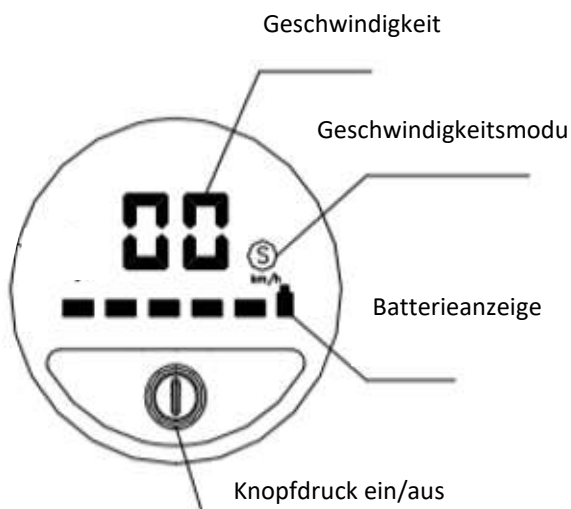 Geschwindigkeit
Geschwindigkeitsmodu
00
S
km/h
Batterieanzeige
Knopfdruck ein/aus